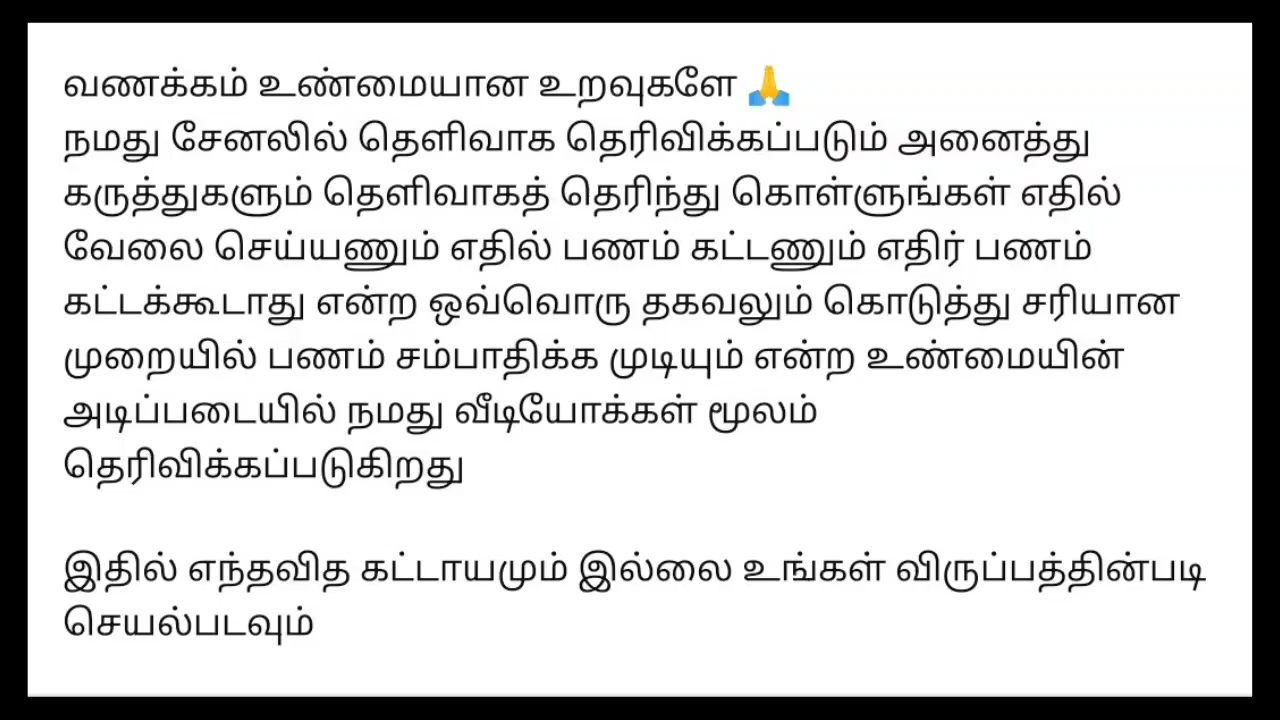 வணக்கம் உண்மையான உறவுகளே 🙏
நமது சேனலில் தெளிவாக தெரிவிக்கப்படும் அனைத்து
கருத்துகளும் தெளிவாகத் தெரிந்து கொள்ளுங்கள் எதில்
வேலை செய்யணும் எதில் பணம் கட்டணும் எதிர் பணம்
கட்டக்கூடாது என்ற ஒவ்வொரு தகவலும் கொடுத்து சரியான
முறையில் பணம் சம்பாதிக்க முடியும் என்ற உண்மையின்
அடிப்படையில் நமது வீடியோக்கள் மூலம்
தெரிவிக்கப்படுகிறது
இதில் எந்தவித கட்டாயமும் இல்லை உங்கள் விருப்பத்தின்படி
செயல்படவும்